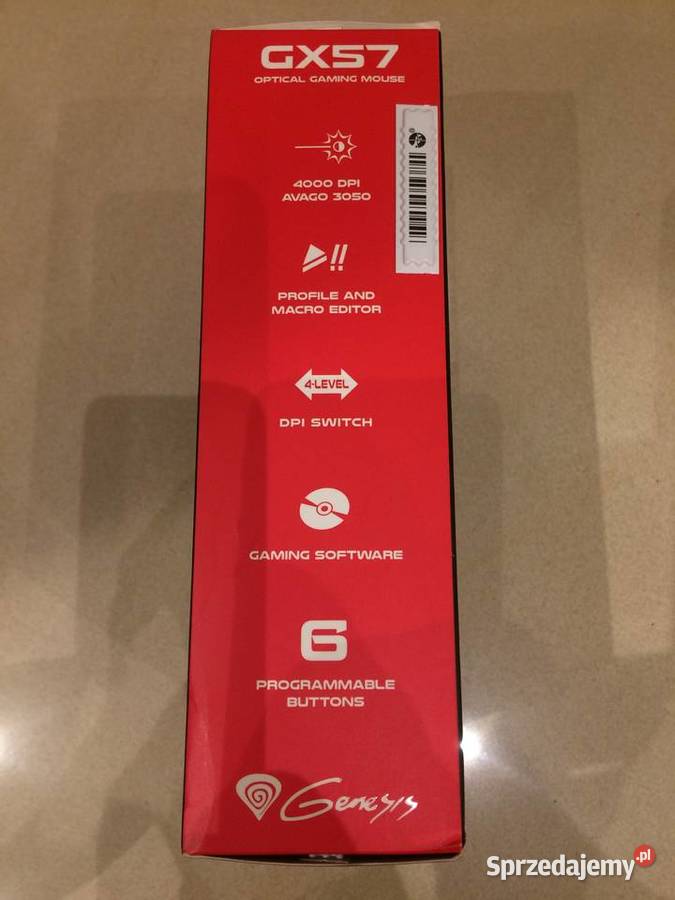 GX57
OPTICAL GAMING MOUSE
4000 DPI
AVAGO 3050
PROFILE AND
MACRO EDITOR
4-LEVEL
DPI SWITCH
GAMING SOFTWARE
6
PROGRAMMABLE
BUTTONS
Genesis
Sprzedajemy.pl